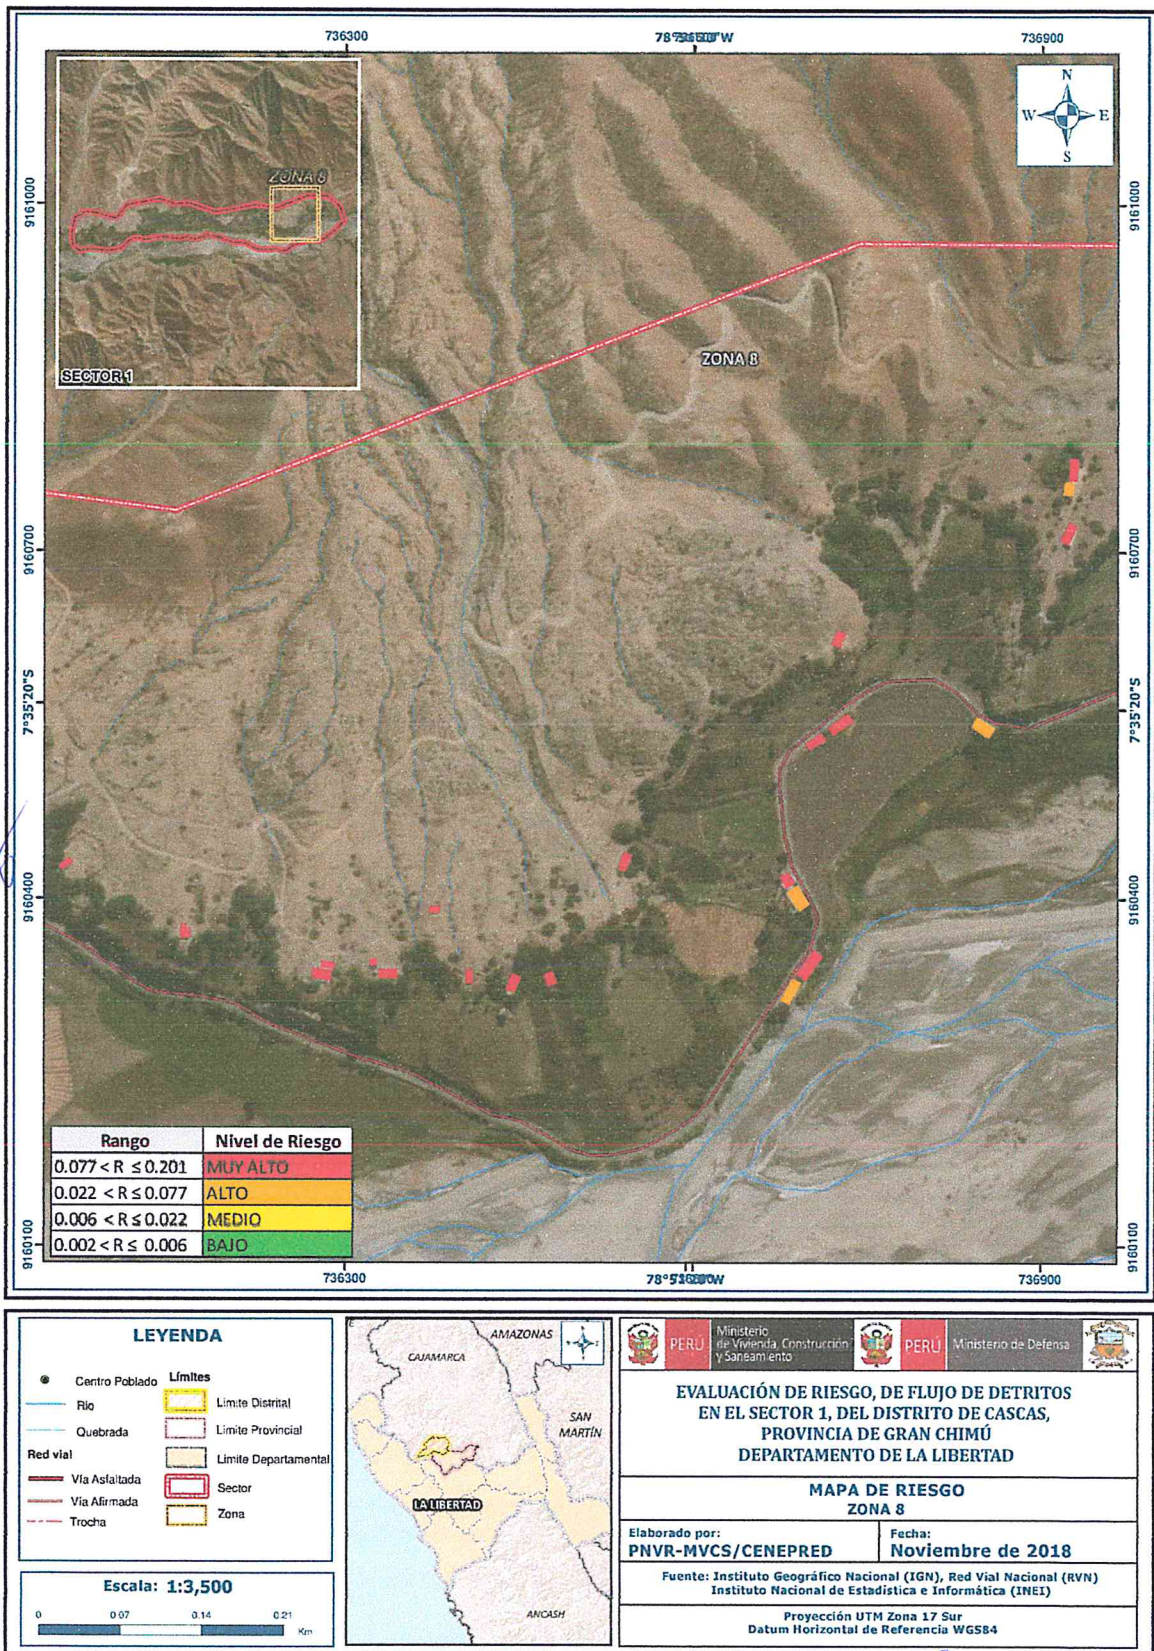 736300
736900
N
W
E
S
9161000
9161000
ZONA 8
SECTOR 1
ZONA 8
9160700
9160700
7°35'20"S
7°35'20"S
9160400
9160400
Rango Nivel de Riesgo
0.077 < R ≤ 0.201 MUY ALTO
0.022 < R ≤ 0.077 ALTO
0.006 < R ≤ 0.022 MEDIO
0.002 < R ≤ 0.006 BAJO
9160100
9160100
736300
736900
LEYENDA
Centro Poblado
Río
Quebrada
Red vial
Vía Asfaltada
Vía Afirmada
Trocha
Límites
Limite Distrital
Limite Provincial
Limite Departamental
Sector
Zona
Escala: 1:3,500
0 0.07 0.14 0.21
Km
AMAZONAS
CAJAMARCA
SAN
MARTÍN
LA LIBERTAD
ANCASH
PERÚ
Ministerio
de Vivienda, Construcción
y Saneamiento
PERÚ
Ministerio de Defensa
EVALUACIÓN DE RIESGO, DE FLUJO DE DETRITOS
EN EL SECTOR 1, DEL DISTRITO DE CASCAS,
PROVINCIA DE GRAN CHIMÚ
DEPARTAMENTO DE LA LIBERTAD
MAPA DE RIESGO
ZONA 8
Elaborado por:
PNVR-MVCS/CENEPRED
Fecha:
Noviembre de 2018
Fuente: Instituto Geográfico Nacional (IGN), Red Vial Nacional (RVN)
Instituto Nacional de Estadística e Informática (INEI)
Proyección UTM Zona 17 Sur
Datum Horizontal de Referencia WGS84